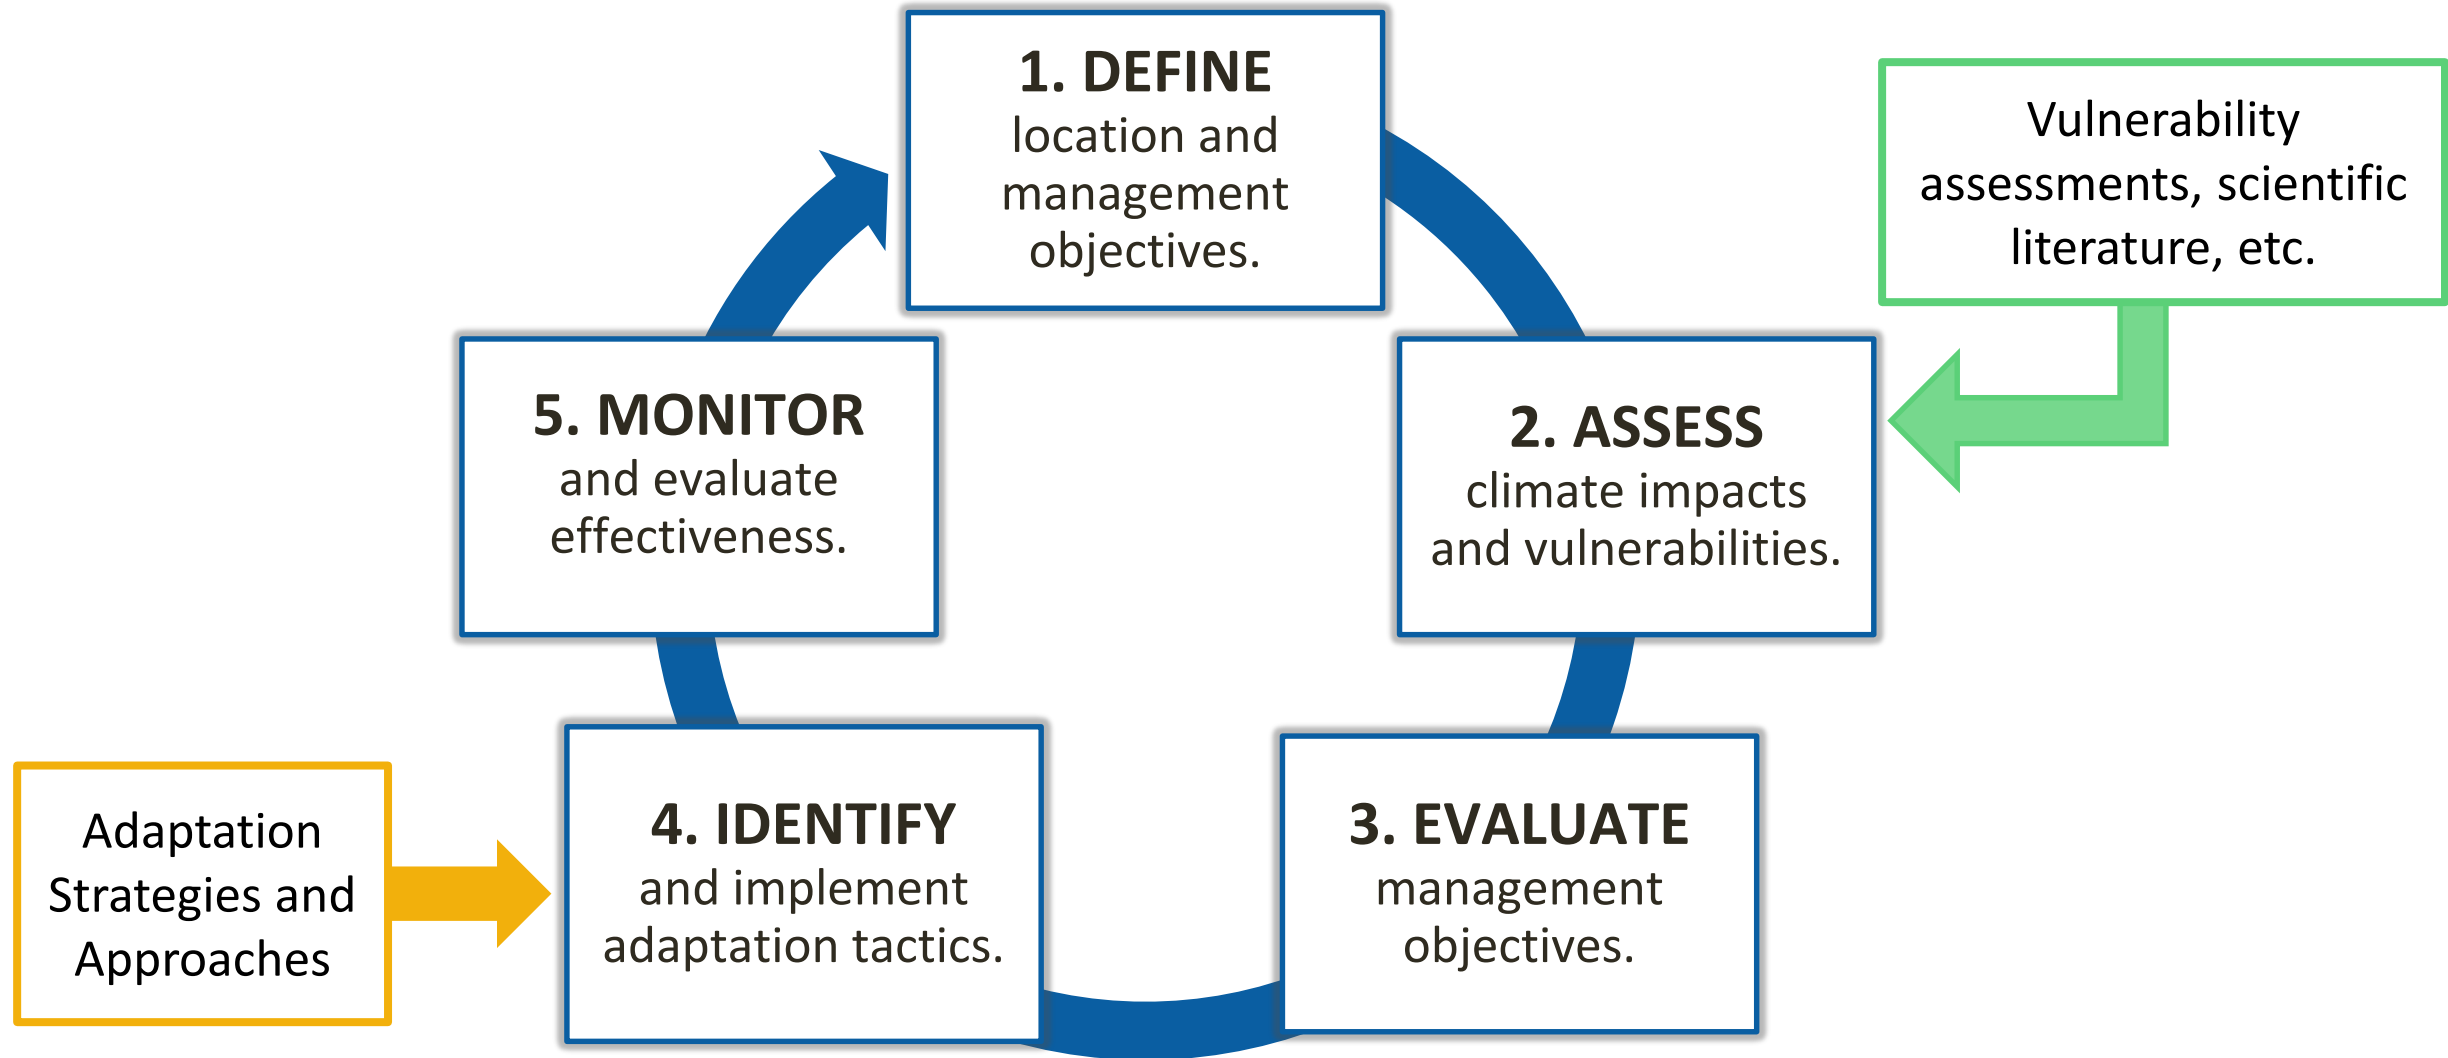 1. DEFINE
location and
management
objectives.
Vulnerability
assessments, scientific
literature, etc.
2. ASSESS
climate impacts
and vulnerabilities.
3. EVALUATE
management
objectives.
4. IDENTIFY
and implement
adaptation tactics.
Adaptation
Strategies and
Approaches
5. MONITOR
and evaluate
effectiveness.